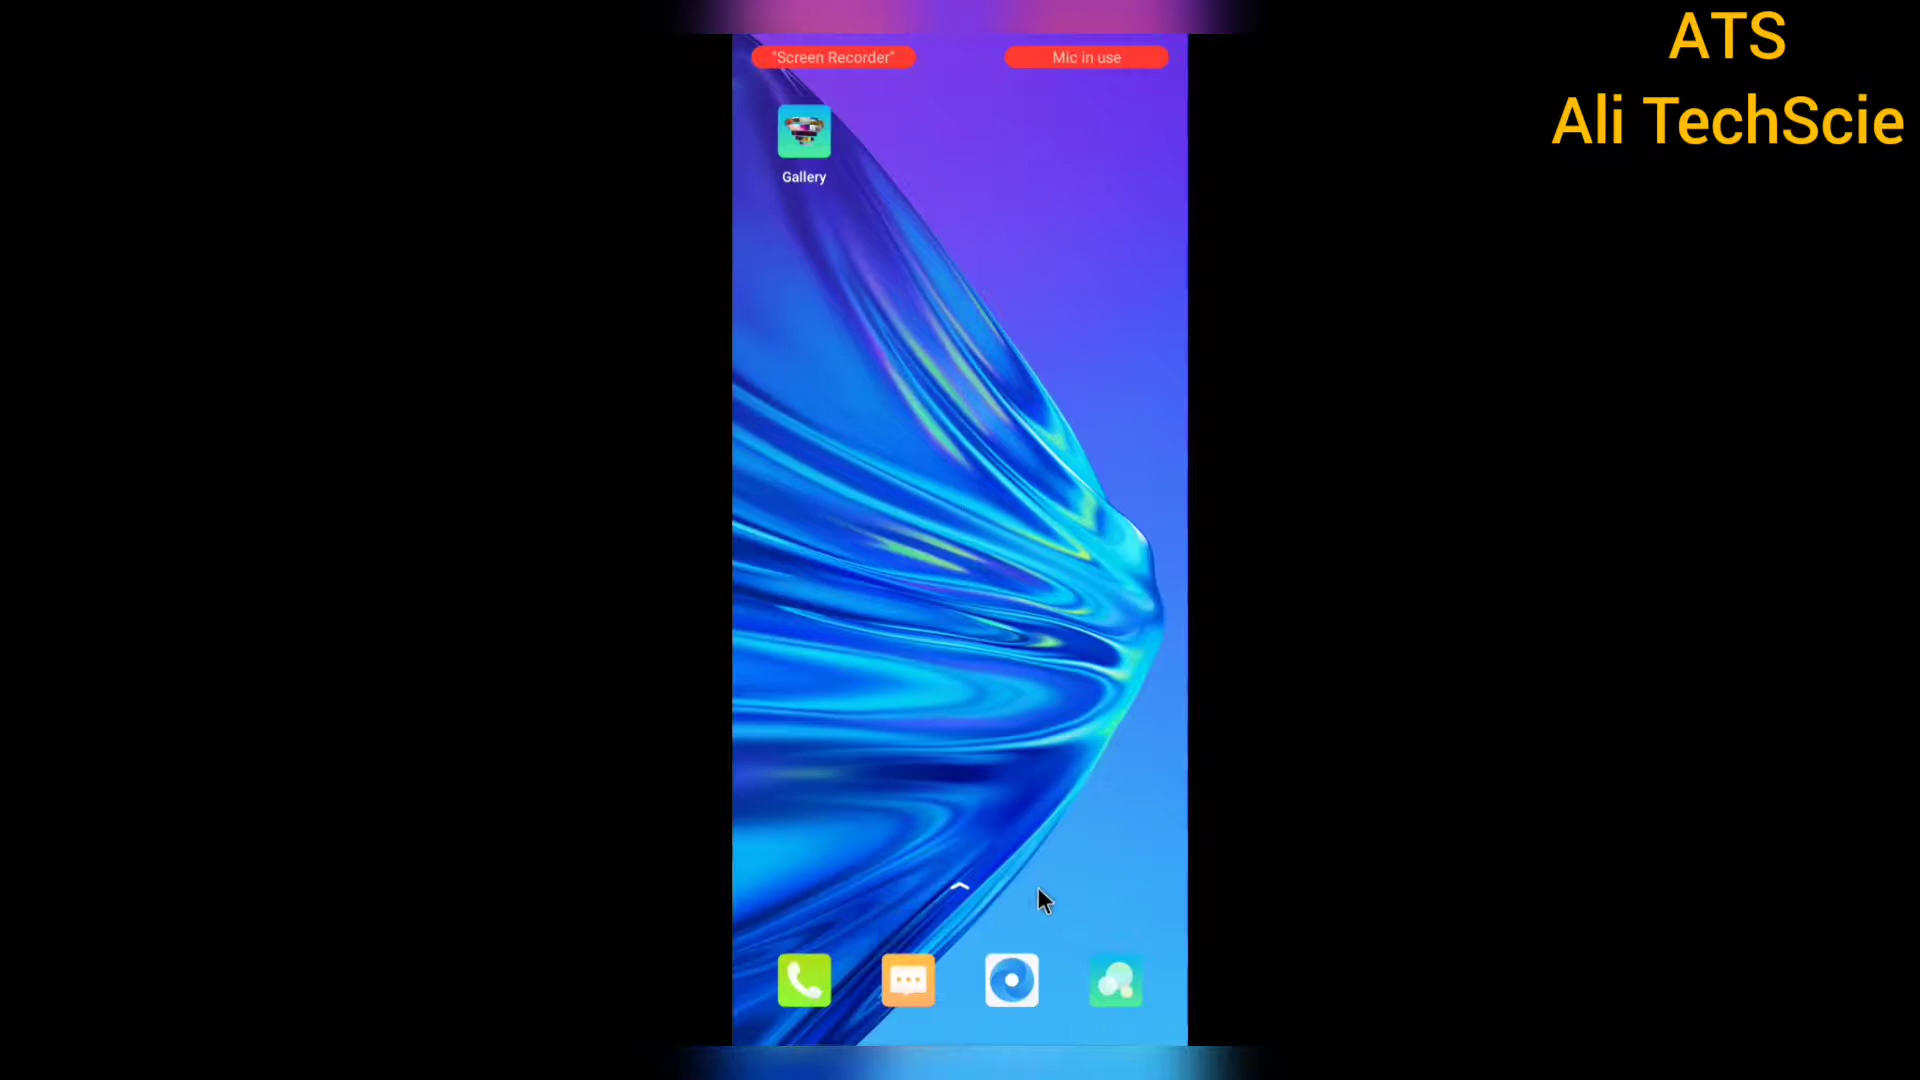 ATS
Ali TechScie
"Screen Recorder"
Mic in use
Gallery